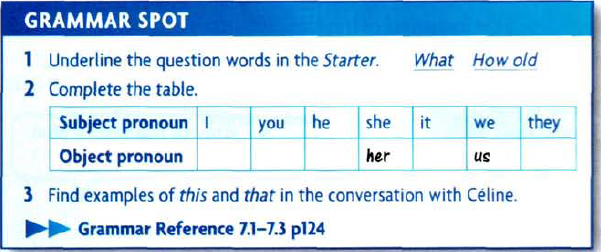 GRAMMAR SPOT
1 Underline the question words in the Starter. What How old
2 Complete the table.
Subject pronoun I you he she it we they
Object pronoun her us
3 Find examples of this and that in the conversation with Céline.
Grammar Reference 7.1–7.3 p124